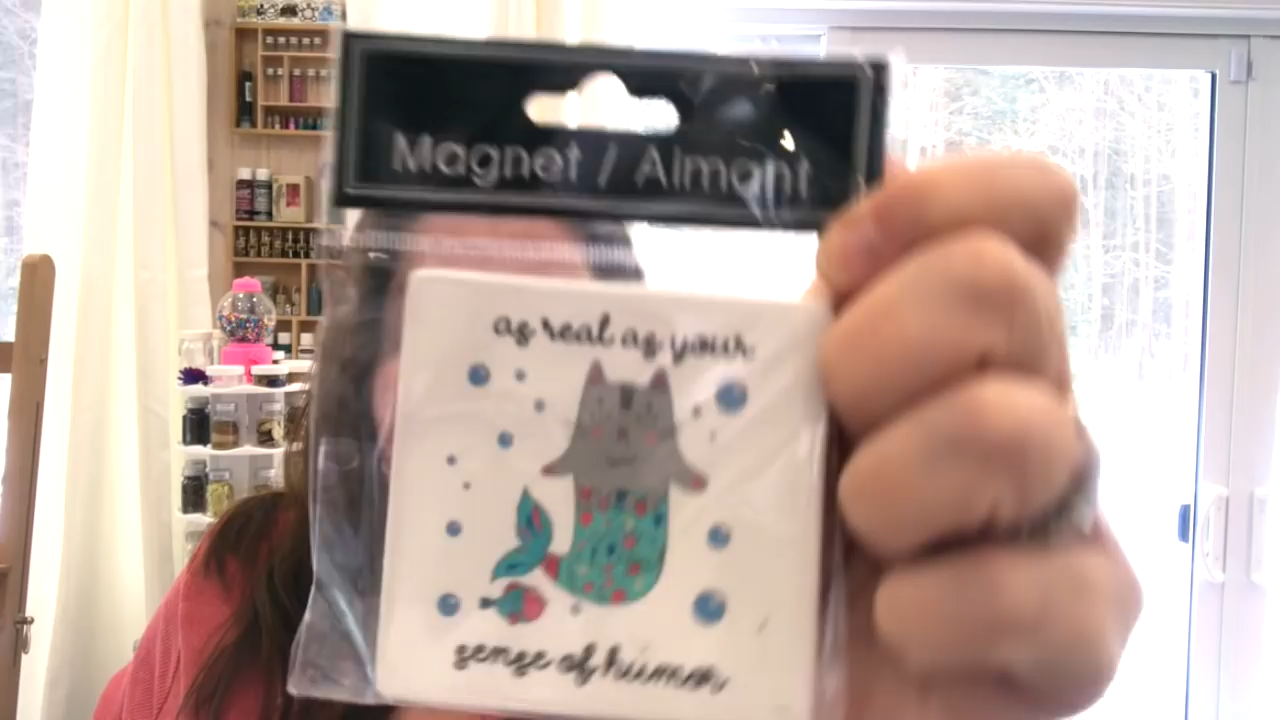 Magnet / Aimant
as real as your
sense of humor